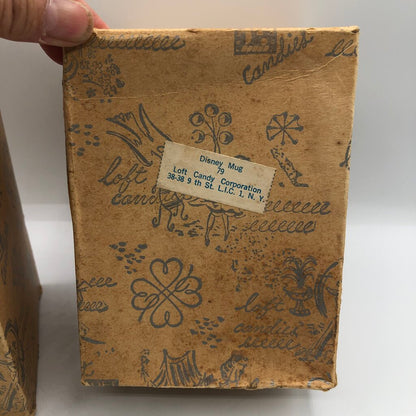 candies
Disney Mug
79
Loft Candy Corporation
38-38 9 th St. L.I.C. 1, N. Y.
loft
candies
loft
candies